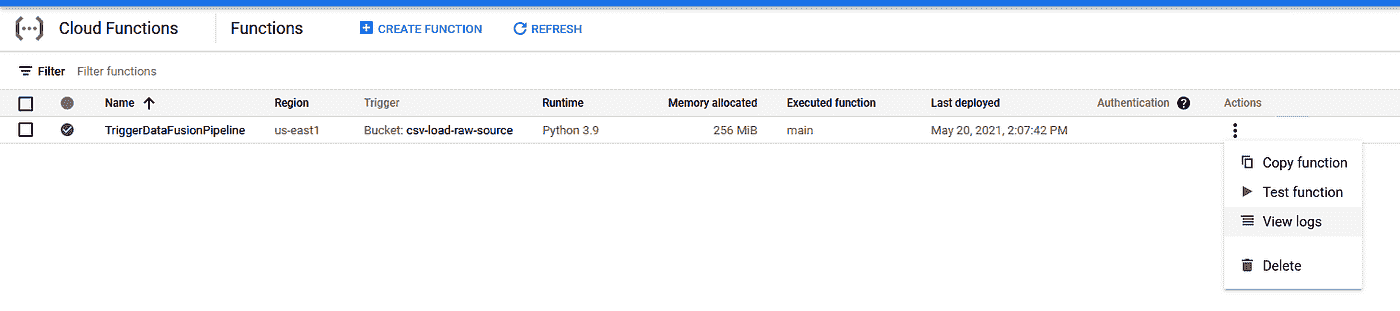 Cloud Functions Functions CREATE FUNCTION REFRESH
Filter Filter functions
Name Region Trigger Runtime Memory allocated Executed function Last deployed Authentication Actions
TriggerDataFusionPipeline us-east1 Bucket: csv-load-raw-source Python 3.9 256 MiB main May 20, 2021, 2:07:42 PM
Copy function
Test function
View logs
Delete